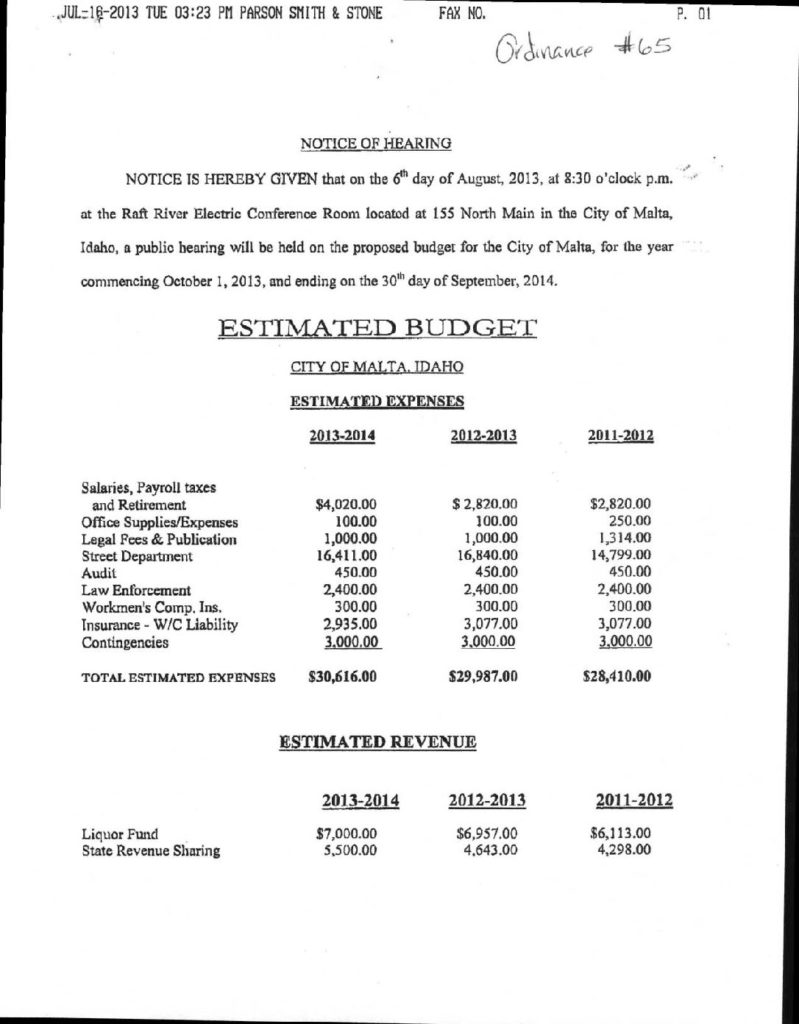 JUL-16-2013 TUE 03:23 PM PARSON SMITH & STONE FAX NO. P. 01
Ordinance #65
NOTICE OF HEARING
NOTICE IS HEREBY GIVEN that on the 6th day of August, 2013, at 8:30 o'clock p.m.
at the Raft River Electric Conference Room located at 155 North Main in the City of Malta,
Idaho, a public hearing will be held on the proposed budget for the City of Malta, for the year
commencing October 1, 2013, and ending on the 30th day of September, 2014.
ESTIMATED BUDGET
CITY OF MALTA, IDAHO
ESTIMATED EXPENSES
2013-2014 2012-2013 2011-2012
Salaries, Payroll taxes
and Retirement $4,020.00 $ 2,820.00 $2,820.00
Office Supplies/Expenses 100.00 100.00 250.00
Legal Fees & Publication 1,000.00 1,000.00 1,314.00
Street Department 16,411.00 16,840.00 14,799.00
Audit 450.00 450.00 450.00
Law Enforcement 2,400.00 2,400.00 2,400.00
Workmen's Comp. Ins. 300.00 300.00 300.00
Insurance - W/C Liability 2,935.00 3,077.00 3,077.00
Contingencies 3,000.00 3,000.00 3,000.00
TOTAL ESTIMATED EXPENSES $30,616.00 $29,987.00 $28,410.00
ESTIMATED REVENUE
2013-2014 2012-2013 2011-2012
Liquor Fund $7,000.00 $6,957.00 $6,113.00
State Revenue Sharing 5,500.00 4,643.00 4,298.00